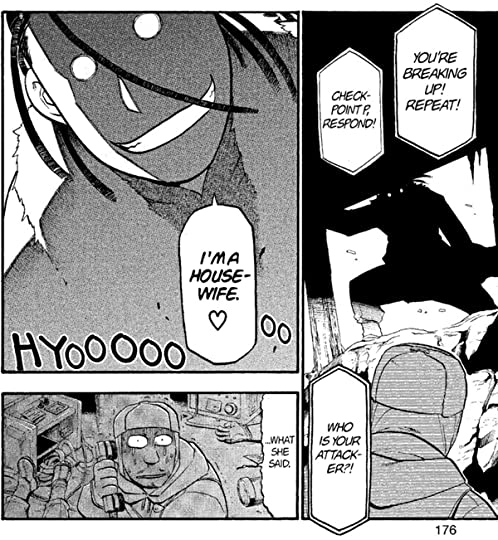 YOU'RE
BREAKING
UP!
REPEAT!
CHECK-
POINT P,
RESPOND!
WHO
IS YOUR
ATTACK-
ER?!
I'M A
HOUSE-
WIFE.
♡
HYOOOOO
OO
...WHAT
SHE
SAID.
176